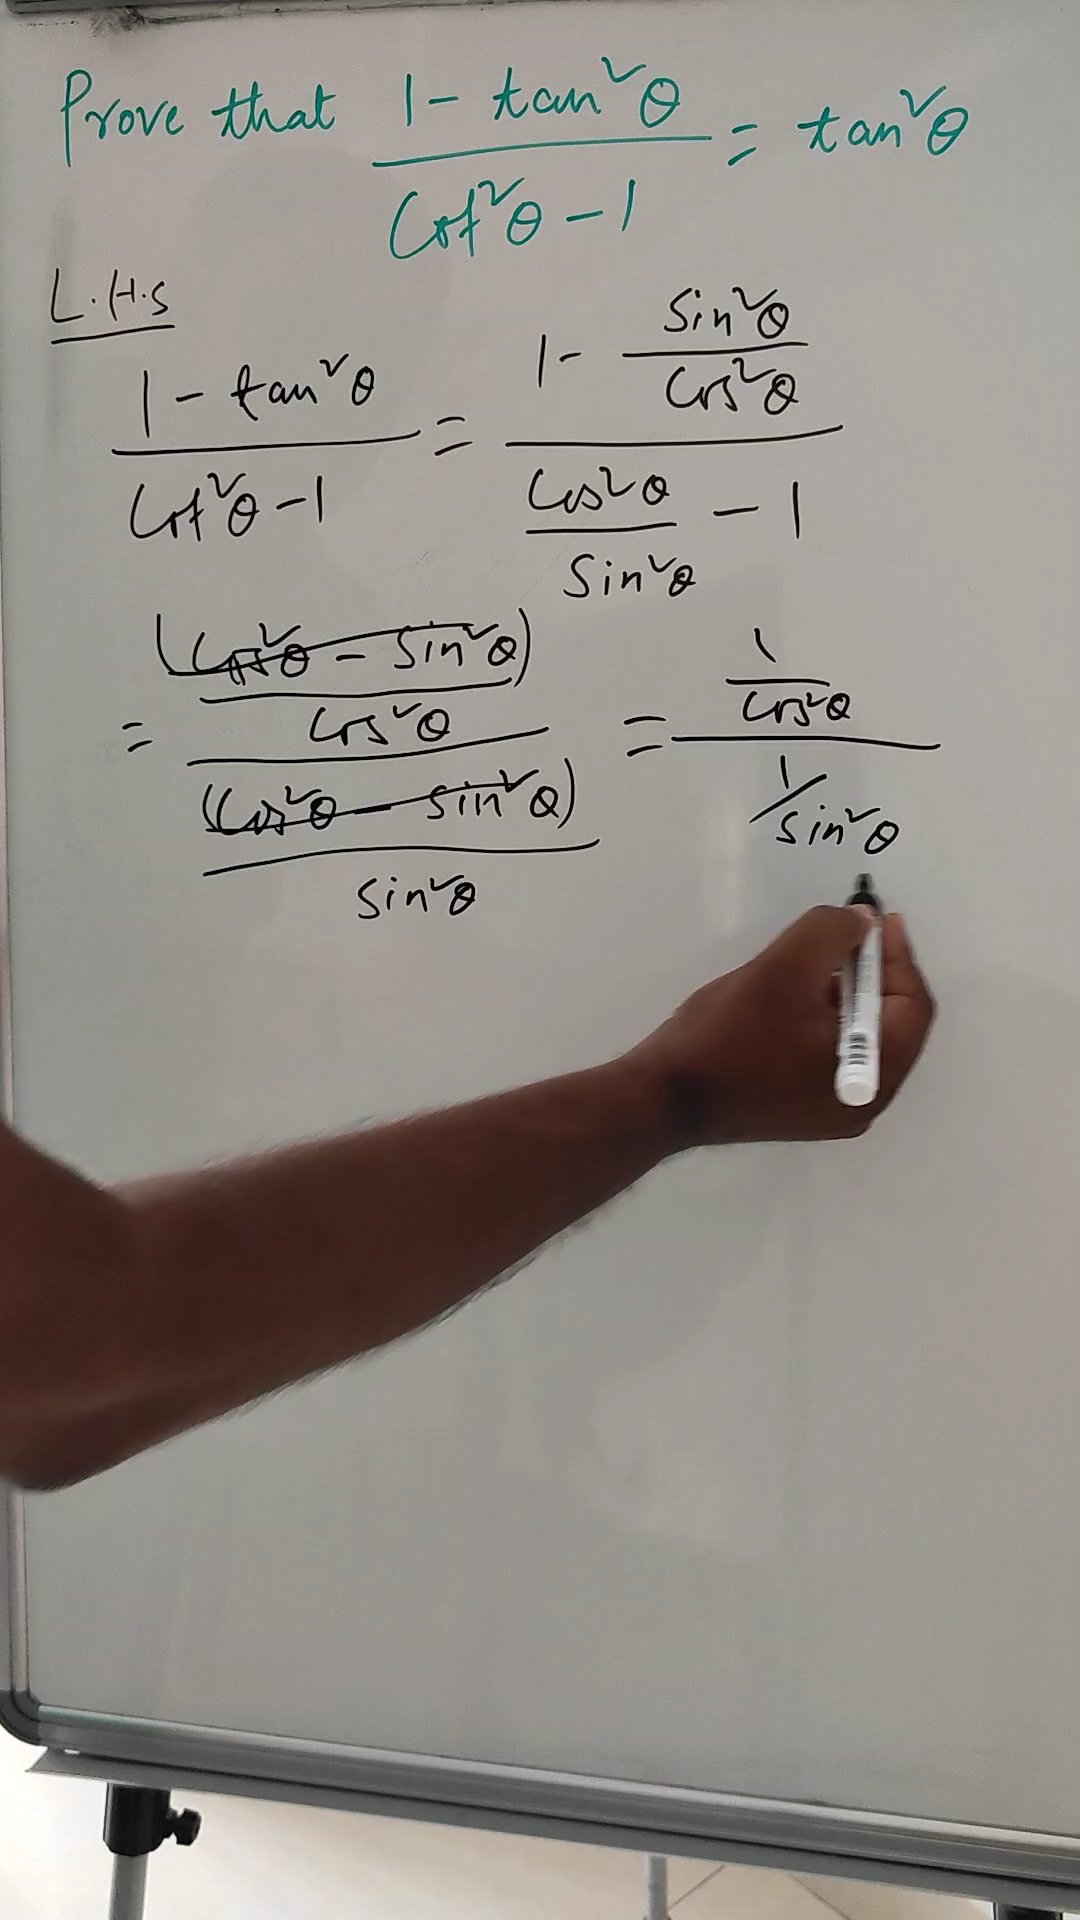 Prove that (1 - tan²θ)/(Cot²θ - 1) = tan²θ
L.H.S
(1 - tan²θ)/(Cot²θ - 1) = (1 - Sin²θ/Cos²θ)/(Cos²θ/Sin²θ - 1)
= ((Cos²θ - Sin²θ)/Cos²θ)/((Cos²θ - Sin²θ)/Sin²θ) = (1/Cos²θ)/(1/Sin²θ)